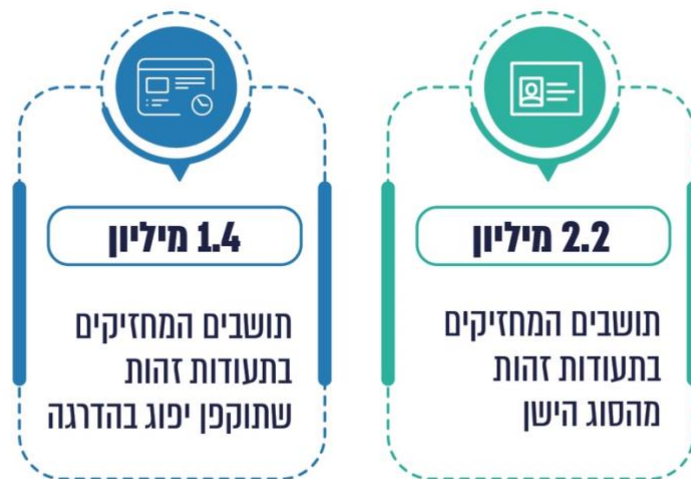 2.2 מיליון
תושבים המחזיקים
בתעודות זהות
מהסוג הישן
1.4 מיליון
תושבים המחזיקים
בתעודות זהות
שתוקפן יפוג בהדרגה